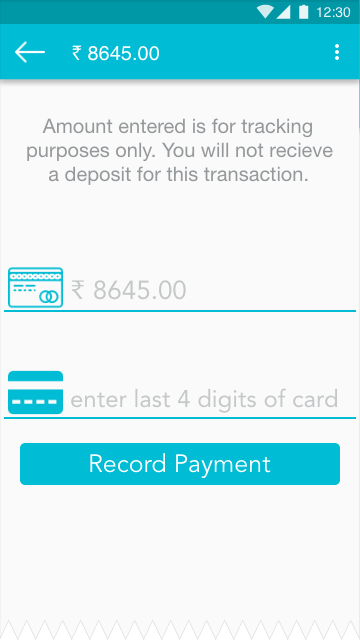 12:30
₹ 8645.00
Amount entered is for tracking
purposes only. You will not recieve
a deposit for this transaction.
₹ 8645.00
enter last 4 digits of card
Record Payment